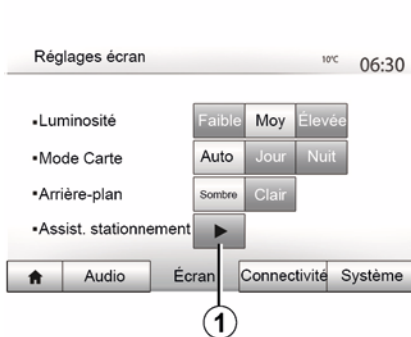 Réglages écran 10°C 06:30
▪Luminosité Faible Moy Élevée
▪Mode Carte Auto Jour Nuit
▪Arrière-plan Sombre Clair
▪Assist. stationnement
Audio Écran Connectivité Système
1